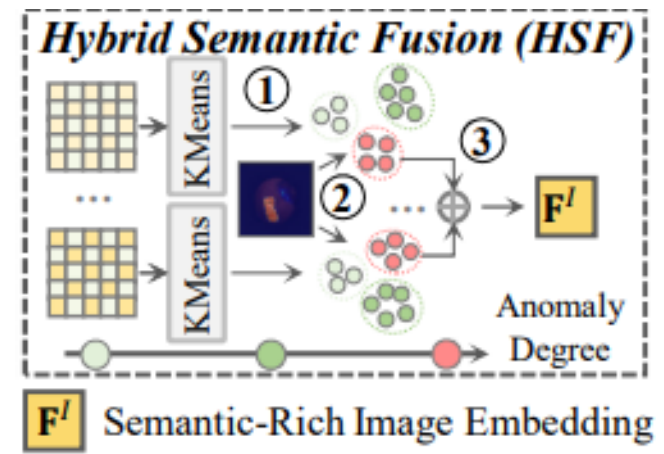 Hybrid Semantic Fusion (HSF)
KMeans
①
②
③
...
...
KMeans
F^I
Anomaly
Degree
F^I Semantic-Rich Image Embedding